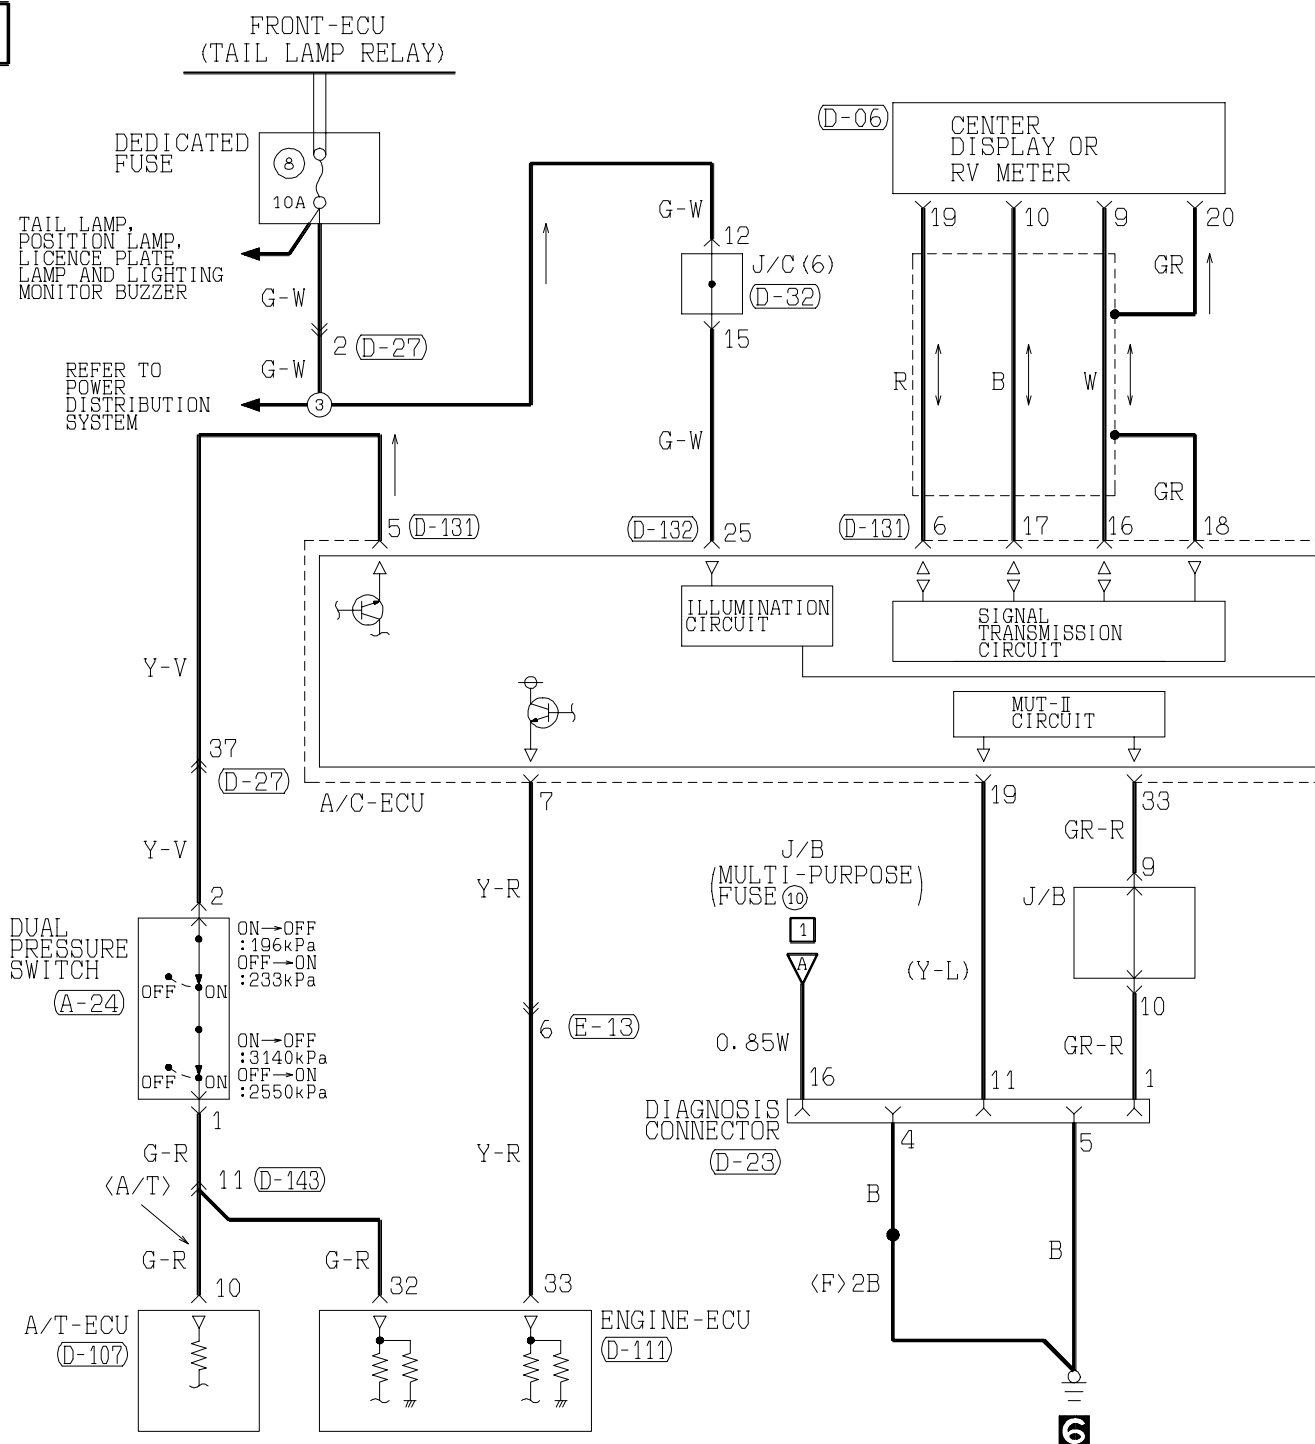 FRONT-ECU
(TAIL LAMP RELAY)
DEDICATED
FUSE
8
10A
TAIL LAMP,
POSITION LAMP,
LICENCE PLATE
LAMP AND LIGHTING
MONITOR BUZZER
G-W
2 (D-27)
G-W
REFER TO
POWER
DISTRIBUTION
SYSTEM
3
G-W
12
J/C(6)
(D-32)
15
G-W
(D-06)
CENTER
DISPLAY OR
RV METER
19
10
9
20
GR
R
B
W
GR
5 (D-131)
(D-132) 25
(D-131) 6
17
16
18
ILLUMINATION
CIRCUIT
SIGNAL
TRANSMISSION
CIRCUIT
MUT-Ⅱ
CIRCUIT
Y-V
37
(D-27)
A/C-ECU
7
19
33
Y-V
GR-R
9
J/B
(MULTI-PURPOSE)
FUSE 10
1
A
J/B
Y-R
2
DUAL
PRESSURE
SWITCH
(A-24)
ON→OFF
:196kPa
OFF→ON
:233kPa
OFF
ON
ON→OFF
:3140kPa
OFF→ON
:2550kPa
OFF
ON
(Y-L)
10
6 (E-13)
0.85W
GR-R
16
11
1
1
DIAGNOSIS
CONNECTOR
(D-23)
4
5
G-R
Y-R
11 (D-143)
〈A/T〉
B
G-R
G-R
B
〈F〉2B
10
32
33
A/T-ECU
(D-107)
ENGINE-ECU
(D-111)
6